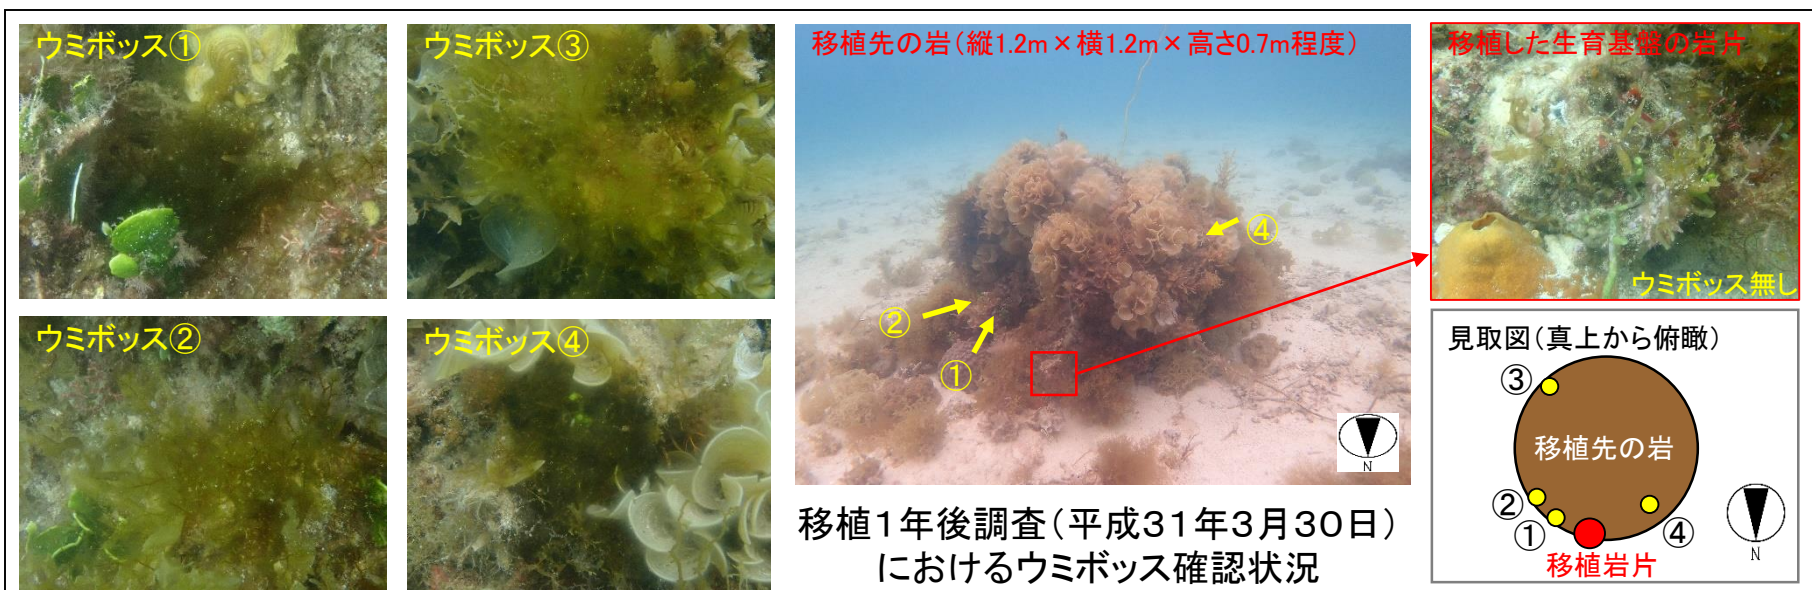 ウミボッス①
ウミボッス③
ウミボッス②
ウミボッス④
移植先の岩(縦1.2m×横1.2m×高さ0.7m程度)
④
②
①
N
移植1年後調査(平成31年3月30日)
におけるウミボッス確認状況
移植した生育基盤の岩片
ウミボッス無し
見取図(真上から俯瞰)
③
移植先の岩
②
①
④
移植岩片
N